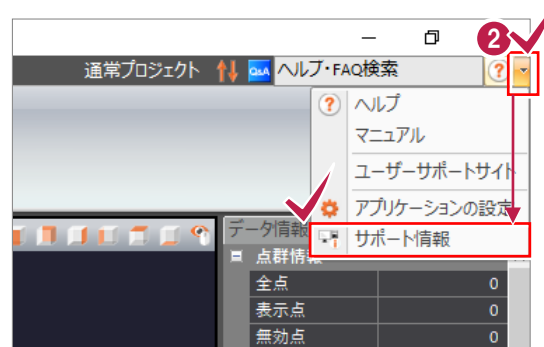 2
通常プロジェクト Q&A ヘルプ・FAQ検索 ?
? ヘルプ
マニュアル
ユーザーサポートサイト
アプリケーションの設定
サポート情報
データ情報
点群情報
全点 0
表示点 0
無効点 0